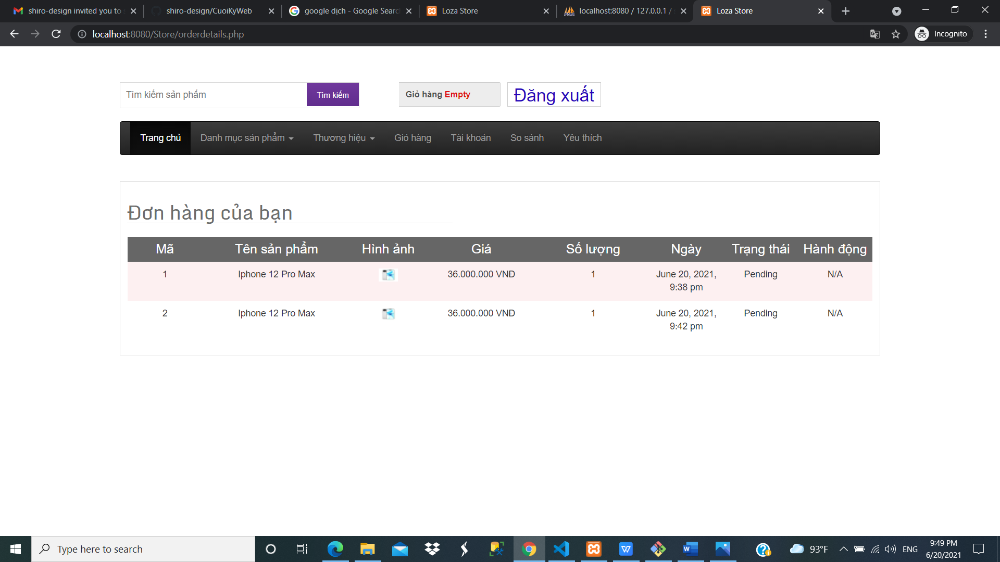 shiro-design invited you to
shiro-design/CuoiKyWeb
google dịch - Google Searc
Loza Store
localhost:8080 / 127.0.0.1 /
Loza Store
localhost:8080/Store/orderdetails.php
Incognito
Tìm kiếm sản phẩm
Tìm kiếm
Giỏ hàng Empty
Đăng xuất
Trang chủ
Danh mục sản phẩm
Thương hiệu
Giỏ hàng
Tài khoản
So sánh
Yêu thích
Đơn hàng của bạn
Mã Tên sản phẩm Hình ảnh Giá Số lượng Ngày Trạng thái Hành động
1 Iphone 12 Pro Max 36.000.000 VNĐ 1 June 20, 2021, Pending N/A
9:38 pm
2 Iphone 12 Pro Max 36.000.000 VNĐ 1 June 20, 2021, Pending N/A
9:42 pm
Type here to search
93°F
ENG
9:49 PM
6/20/2021